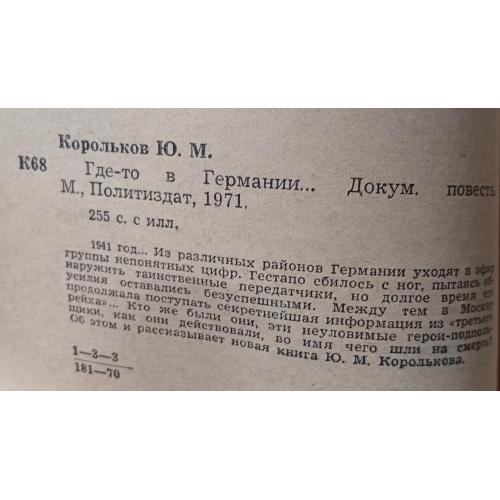 Корольков Ю. М.
К68 Где-то в Германии... Докум. повесть.
М., Политиздат, 1971.
255 с. с илл.
1941 год... Из различных районов Германии уходят в эфир
группы непонятных цифр. Гестапо сбилось с ног, пытаясь об-
наружить таинственные передатчики, но долгое время его
усилия оставались безуспешными. Между тем в Москву
продолжала поступать секретнейшая информация из «третьего
рейха»... Кто же были они, эти неуловимые герои-подполь-
щики, как они действовали, во имя чего шли на смерть?
Об этом и рассказывает новая книга Ю. М. Королькова.
1—3—3
181—70